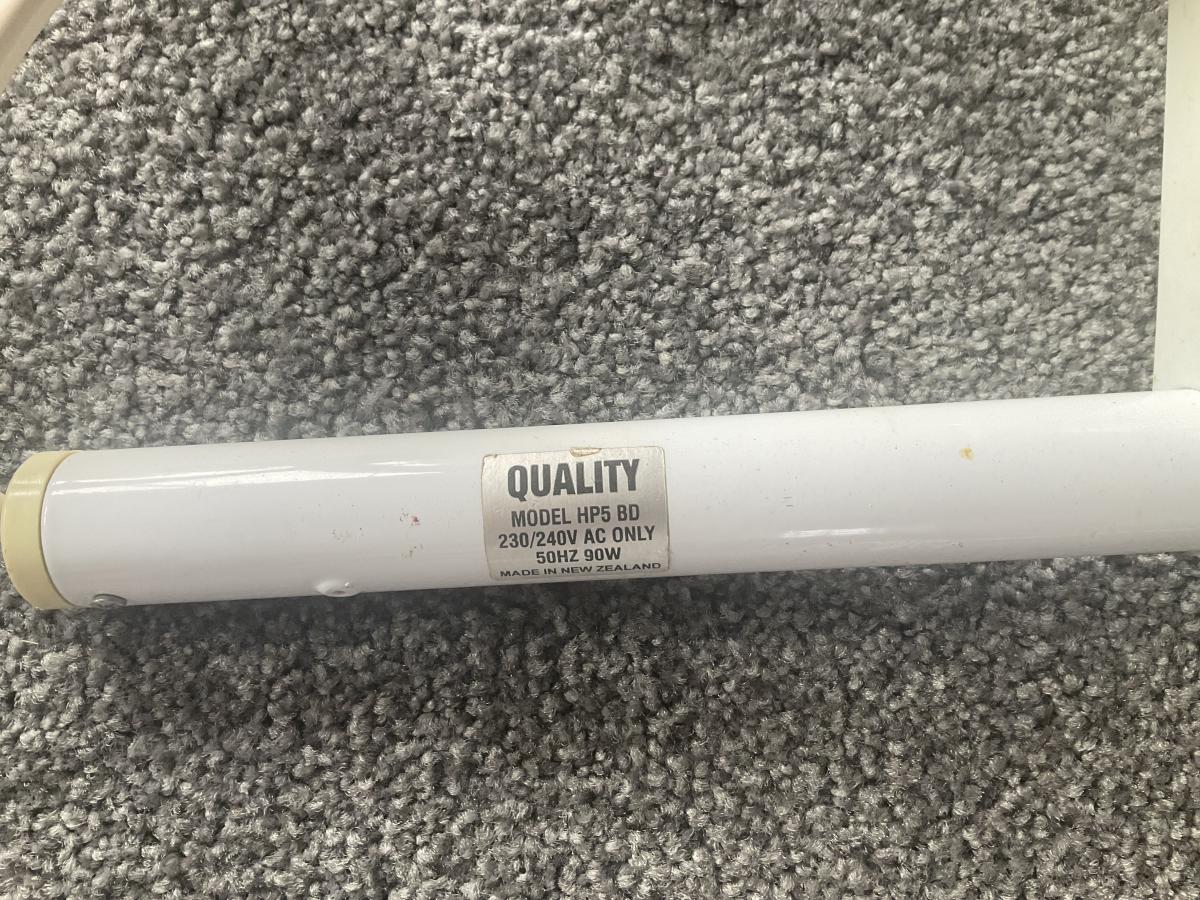 QUALITY
MODEL HP5 BD
230/240V AC ONLY
50HZ 90W
MADE IN NEW ZEALAND